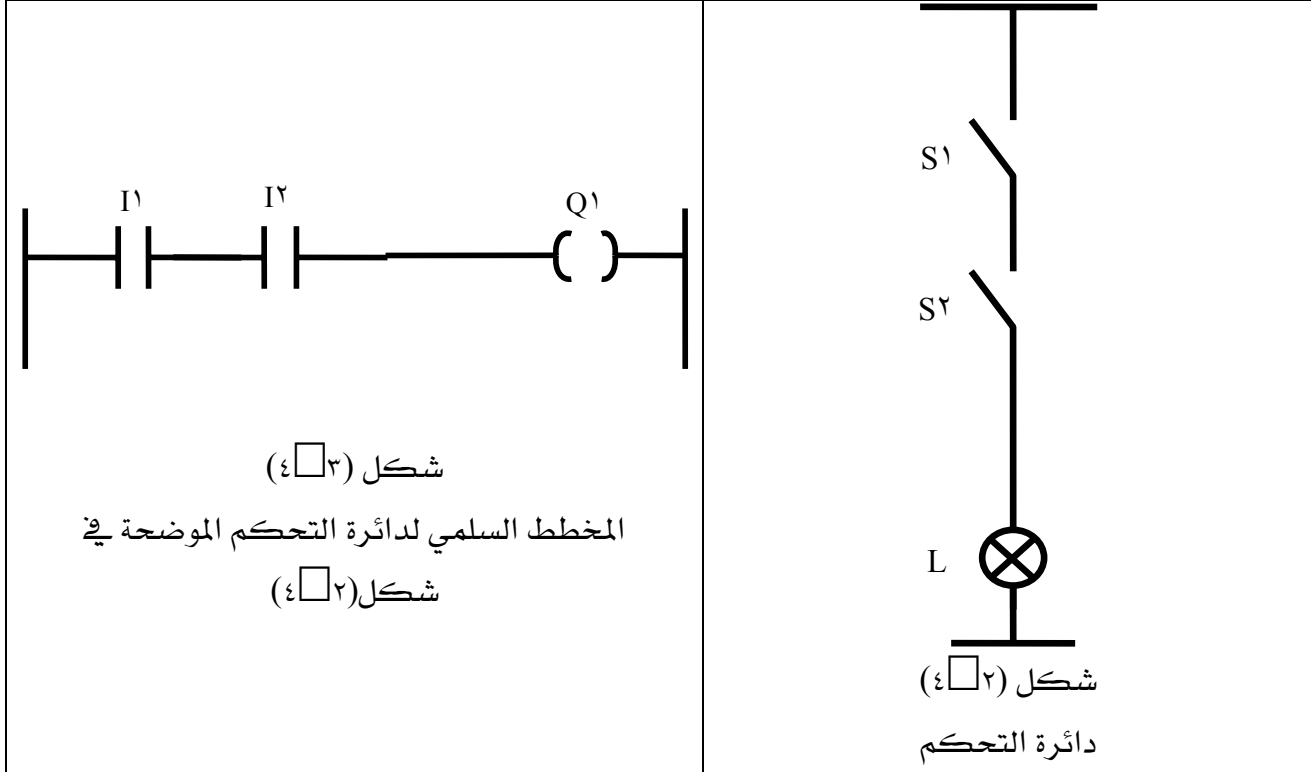 S١
S٢
L
شكل (٢□٤)
دائرة التحكم
I١ I٢ Q١
شكل (٣□٤)
المخطط السلمي لدائرة التحكم الموضحة في
شكل(٢□٤)